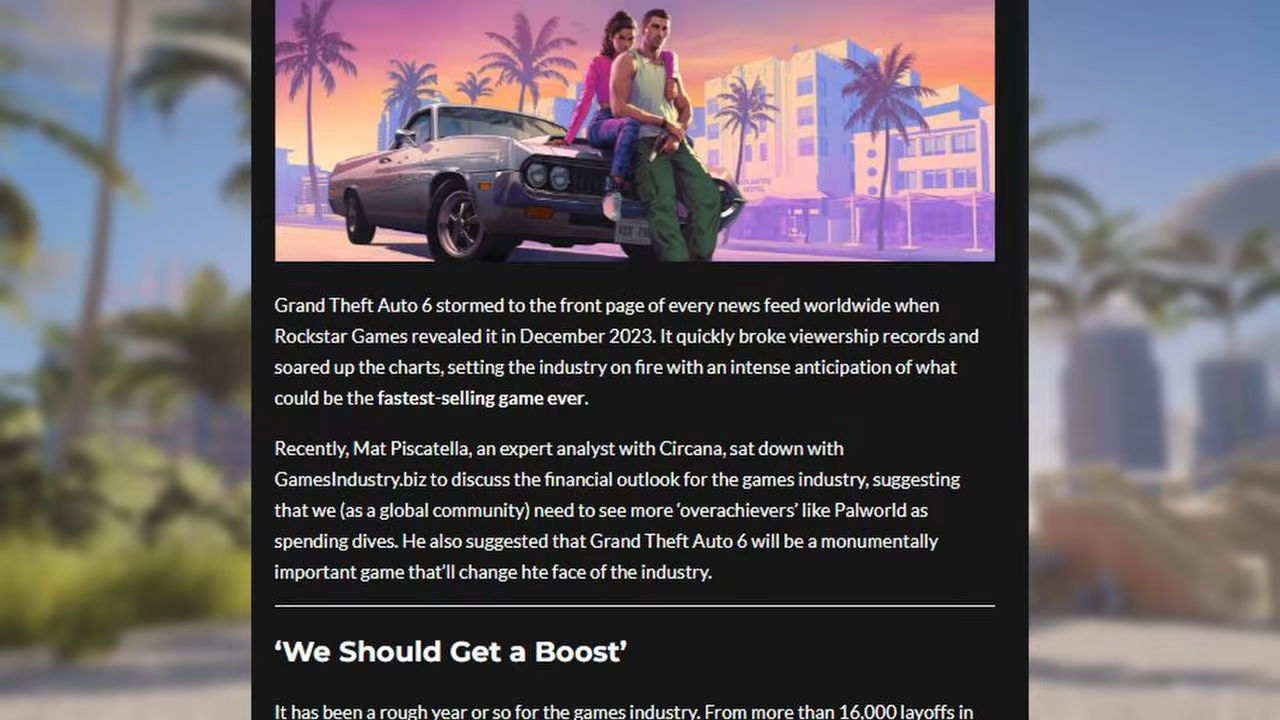 Grand Theft Auto 6 stormed to the front page of every news feed worldwide when
Rockstar Games revealed it in December 2023. It quickly broke viewership records and
soared up the charts, setting the industry on fire with an intense anticipation of what
could be the fastest-selling game ever.
Recently, Mat Piscatella, an expert analyst with Circana, sat down with
GamesIndustry.biz to discuss the financial outlook for the games industry, suggesting
that we (as a global community) need to see more ‘overachievers’ like Palworld as
spending dives. He also suggested that Grand Theft Auto 6 will be a monumentally
important game that’ll change hte face of the industry.
‘We Should Get a Boost’
It has been a rough year or so for the games industry. From more than 16,000 layoffs in